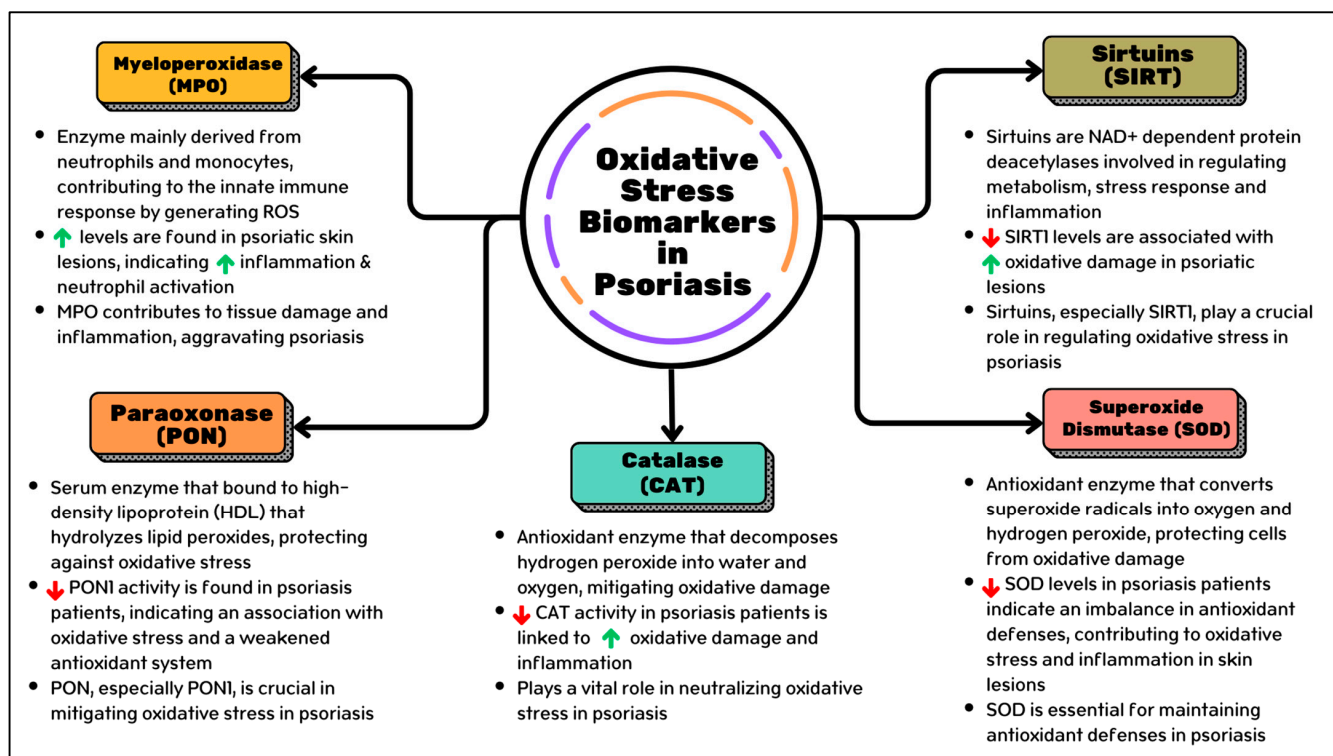 Oxidative
Stress
Biomarkers
in
Psoriasis
Myeloperoxidase
(MPO)
• Enzyme mainly derived from
neutrophils and monocytes,
contributing to the innate immune
response by generating ROS
• ↑ levels are found in psoriatic skin
lesions, indicating ↑ inflammation &
neutrophil activation
• MPO contributes to tissue damage and
inflammation, aggravating psoriasis
Paraoxonase
(PON)
• Serum enzyme that bound to high-
density lipoprotein (HDL) that
hydrolyzes lipid peroxides, protecting
against oxidative stress
• ↓ PON1 activity is found in psoriasis
patients, indicating an association with
oxidative stress and a weakened
antioxidant system
• PON, especially PON1, is crucial in
mitigating oxidative stress in psoriasis
Catalase
(CAT)
• Antioxidant enzyme that decomposes
hydrogen peroxide into water and
oxygen, mitigating oxidative damage
• ↓ CAT activity in psoriasis patients is
linked to ↑ oxidative damage and
inflammation
• Plays a vital role in neutralizing oxidative
stress in psoriasis
Sirtuins
(SIRT)
• Sirtuins are NAD+ dependent protein
deacetylases involved in regulating
metabolism, stress response and
inflammation
• ↓ SIRT1 levels are associated with
↑ oxidative damage in psoriatic
lesions
• Sirtuins, especially SIRT1, play a crucial
role in regulating oxidative stress in
psoriasis
Superoxide
Dismutase (SOD)
• Antioxidant enzyme that converts
superoxide radicals into oxygen and
hydrogen peroxide, protecting cells
from oxidative damage
• ↓ SOD levels in psoriasis patients
indicate an imbalance in antioxidant
defenses, contributing to oxidative
stress and inflammation in skin
lesions
• SOD is essential for maintaining
antioxidant defenses in psoriasis